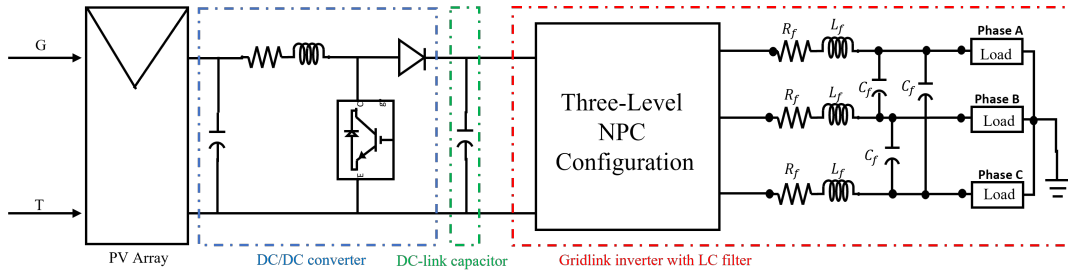 G
T
PV Array
DC/DC converter
C
g
E
DC-link capacitor
Three-Level
NPC
Configuration
R_f
L_f
R_f
L_f
R_f
L_f
C_f
C_f
C_f
Phase A
Load
Phase B
Load
Phase C
Load
Gridlink inverter with LC filter